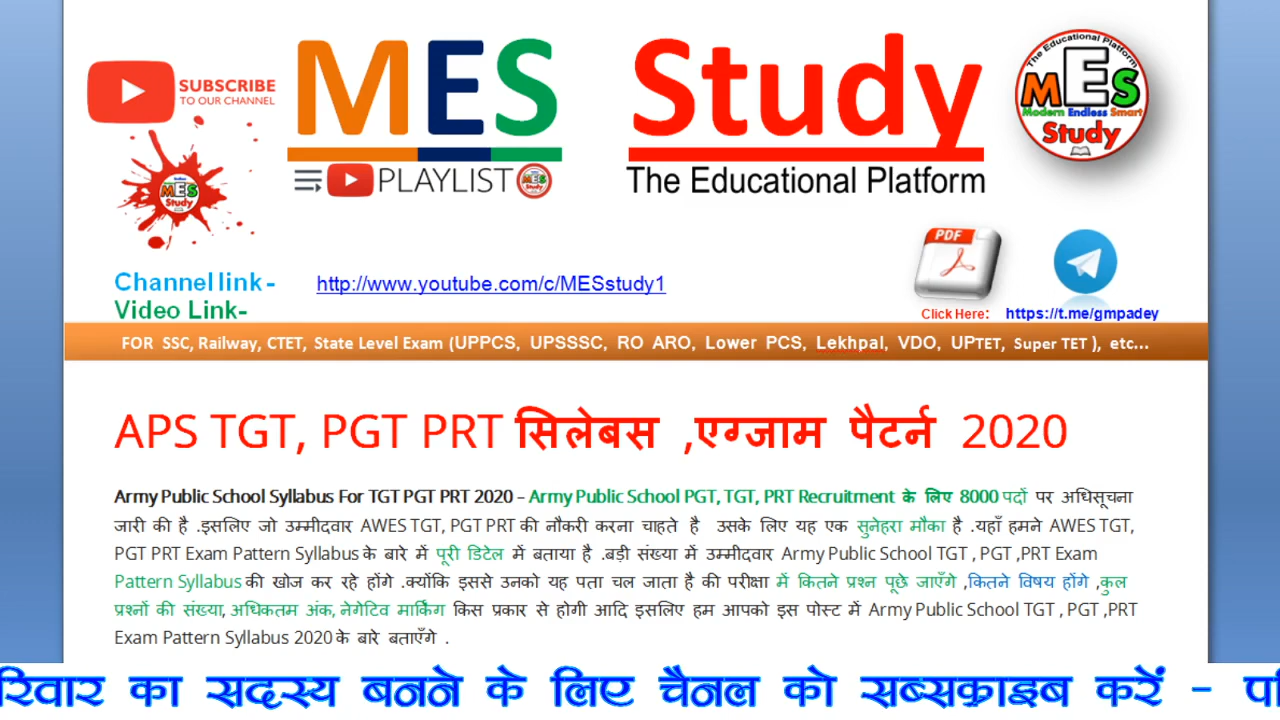 MES Study
SUBSCRIBE
TO OUR CHANNEL
PLAYLIST
MES
Study
The Educational Platform
The Educational Platform
MES
Modern Endless Smart
Study
MES
Study
PDF
Channel link - http://www.youtube.com/c/MESstudy1
Video Link-
Click Here: https://t.me/gmpadey
FOR SSC, Railway, CTET, State Level Exam (UPPCS, UPSSSC, RO ARO, Lower PCS, Lekhpal, VDO, UPTET, Super TET ), etc...
APS TGT, PGT PRT सिलेबस ,एग्जाम पैटर्न 2020
Army Public School Syllabus For TGT PGT PRT 2020 – Army Public School PGT, TGT, PRT Recruitment के लिए 8000 पदों पर अधिसूचना
जारी की है .इसलिए जो उम्मीदवार AWES TGT, PGT PRT की नौकरी करना चाहते है उसके लिए यह एक सुनेहरा मौका है .यहाँ हमने AWES TGT,
PGT PRT Exam Pattern Syllabus के बारे में पूरी डिटेल में बताया है .बड़ी संख्या में उम्मीदवार Army Public School TGT , PGT ,PRT Exam
Pattern Syllabus की खोज कर रहे होंगे .क्योंकि इससे उनको यह पता चल जाता है की परीक्षा में कितने प्रश्न पूछे जाएँगे ,कितने विषय होंगे ,कुल
प्रश्नों की संख्या, अधिकतम अंक, नेगेटिव मार्किंग किस प्रकार से होगी आदि इसलिए हम आपको इस पोस्ट में Army Public School TGT , PGT ,PRT
Exam Pattern Syllabus 2020 के बारे बताएँगे .
रिवार का सदस्य बनने के लिए चैनल को सब्सक्राइब करें - परि